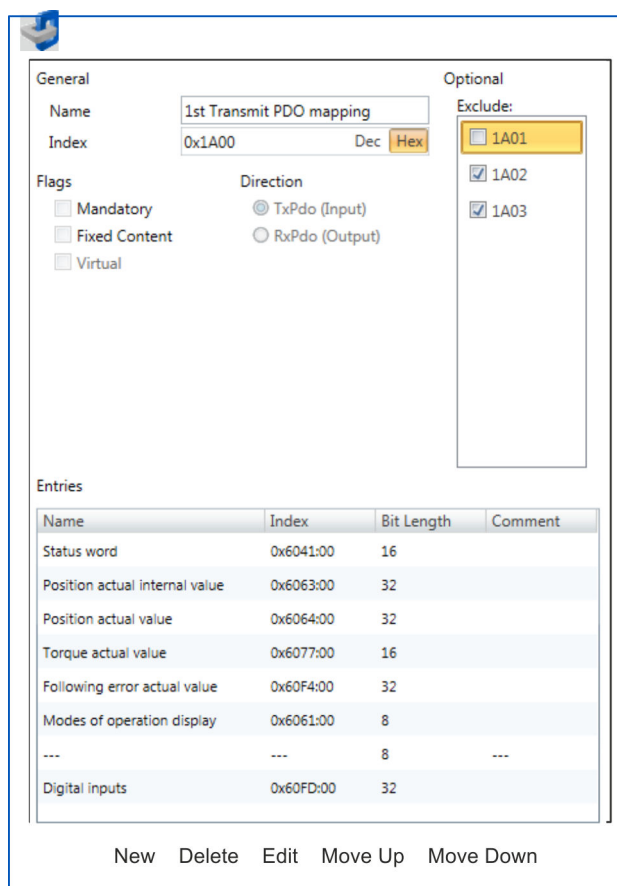 General
Optional
Name 1st Transmit PDO mapping
Exclude:
Index 0x1A00 Dec Hex
1A01
Flags
Direction
1A02
Mandatory
TxPdo (Input)
1A03
Fixed Content
RxPdo (Output)
Virtual
Entries
Name Index Bit Length Comment
Status word 0x6041:00 16
Position actual internal value 0x6063:00 32
Position actual value 0x6064:00 32
Torque actual value 0x6077:00 16
Following error actual value 0x60F4:00 32
Modes of operation display 0x6061:00 8
--- --- 8 ---
Digital inputs 0x60FD:00 32
New Delete Edit Move Up Move Down